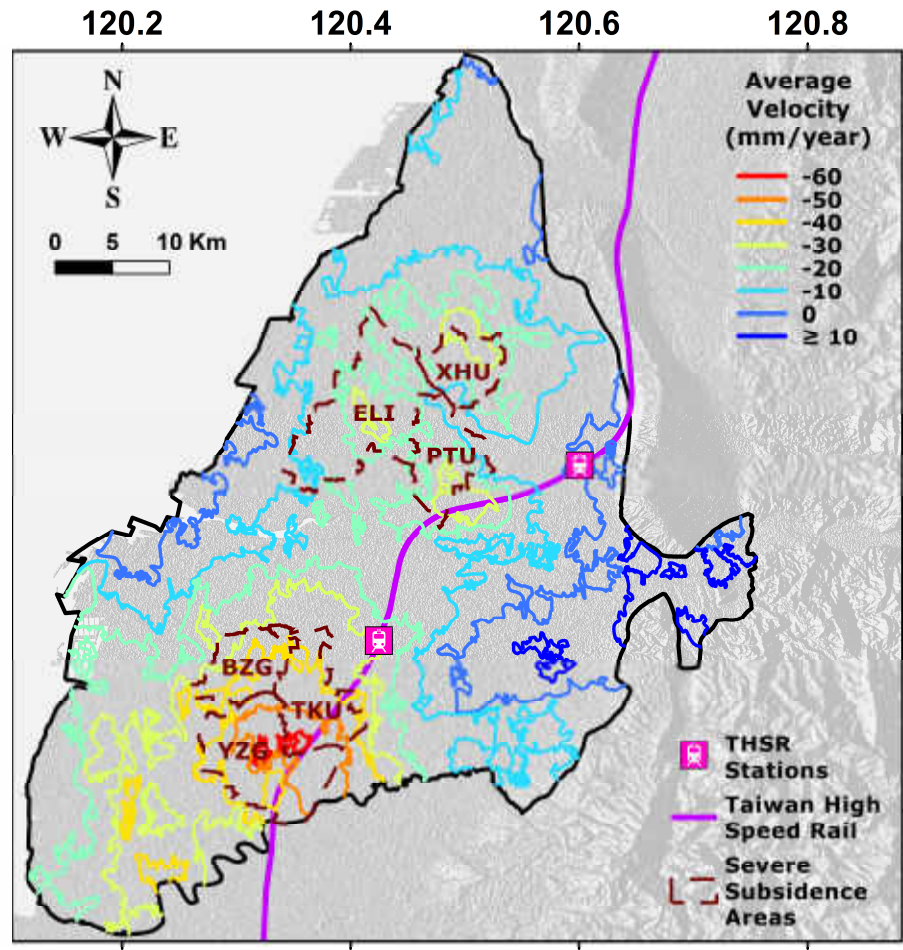 120.2 120.4 120.6 120.8
N
W E
S
0 5 10 Km
Average
Velocity
(mm/year)
-60
-50
-40
-30
-20
-10
0
≥ 10
XHU
ELI
PTU
BZG
TKU
YZG
THSR
Stations
Taiwan High
Speed Rail
Severe
Subsidence
Areas